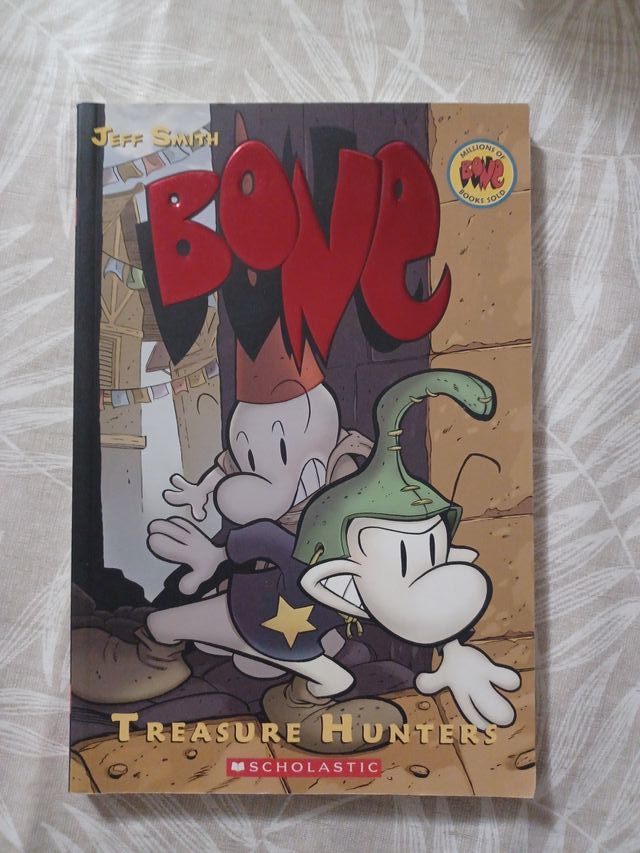 JEFF SMITH
BONE
MILLIONS OF
BONE
BOOKS SOLD
TREASURE HUNTERS
SCHOLASTIC